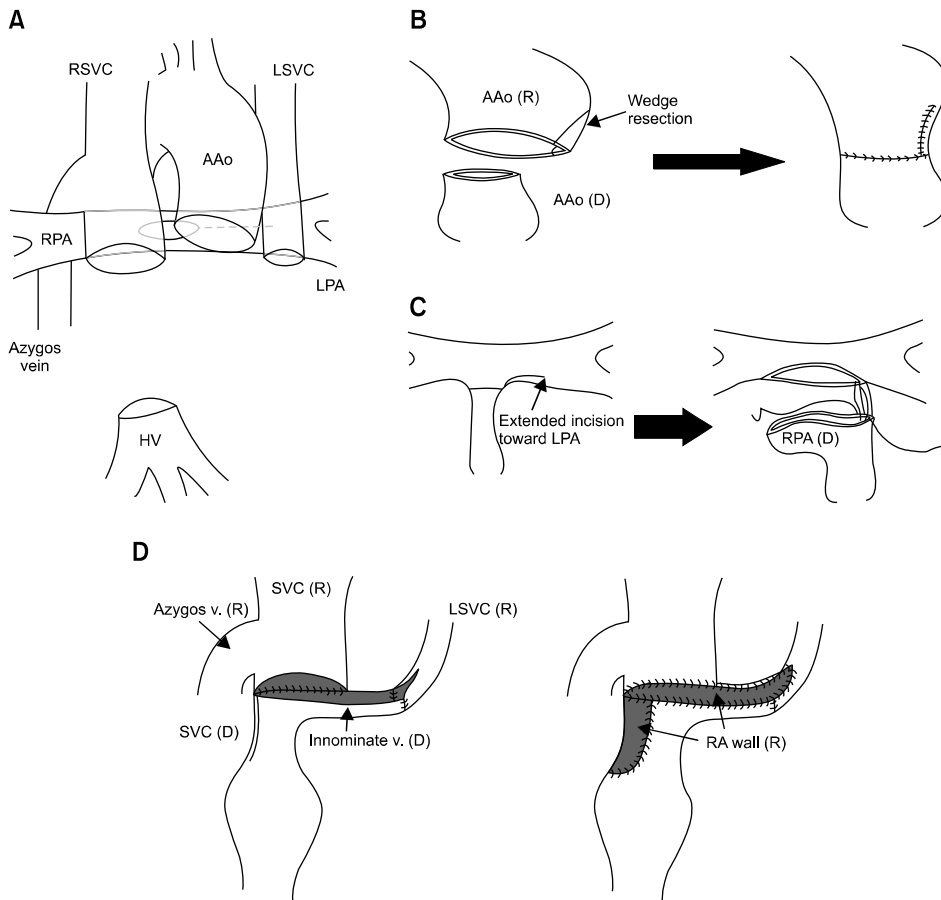 A
RSVC
LSVC
AAo
RPA
LPA
Azygos
vein
HV
B
AAo (R)
Wedge
resection
AAo (D)
C
Extended incision
toward LPA
RPA (D)
D
SVC (R)
Azygos v. (R)
LSVC (R)
SVC (D)
Innominate v. (D)
RA wall (R)